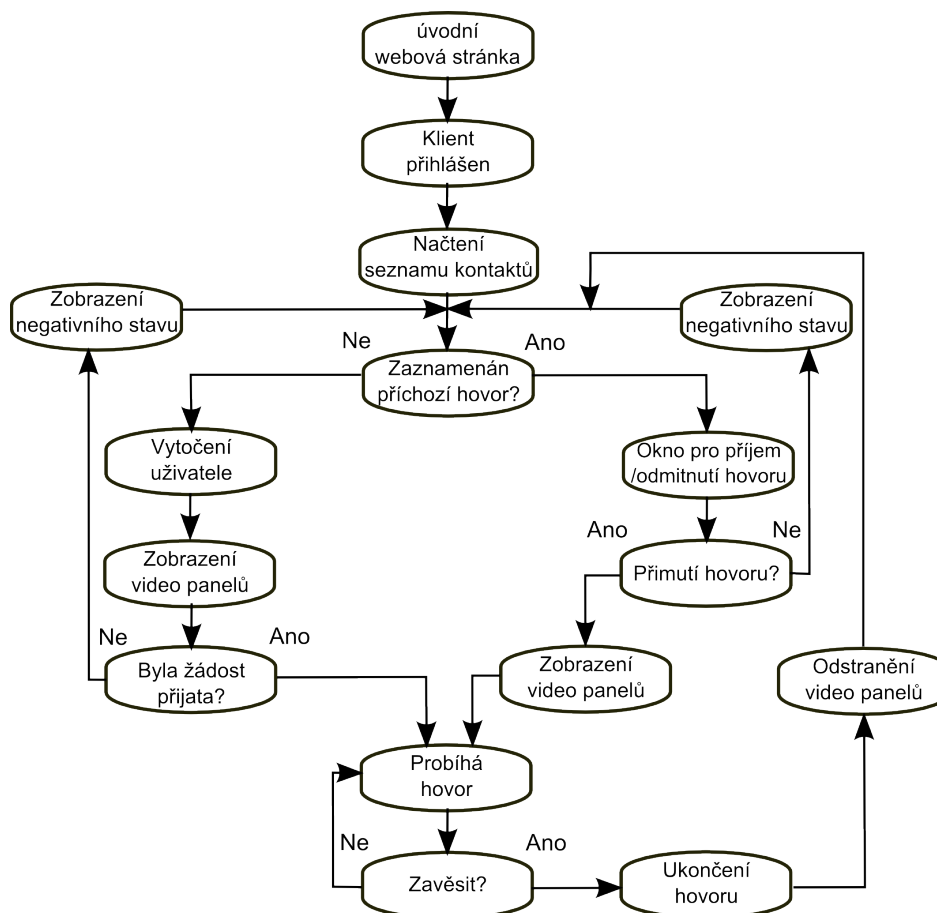 úvodní
webová stránka
Klient
přihlášen
Načtení
seznamu kontaktů
Zobrazení
negativního stavu
Zobrazení
negativního stavu
Ne
Ano
Zaznamenán
příchozí hovor?
Vytočení
uživatele
Okno pro příjem
/odmitnutí hovoru
Ano
Ne
Zobrazení
video panelů
Přimutí hovoru?
Ne
Ano
Byla žádost
přijata?
Zobrazení
video panelů
Odstranění
video panelů
Probíhá
hovor
Ne
Ano
Zavěsit?
Ukončení
hovoru